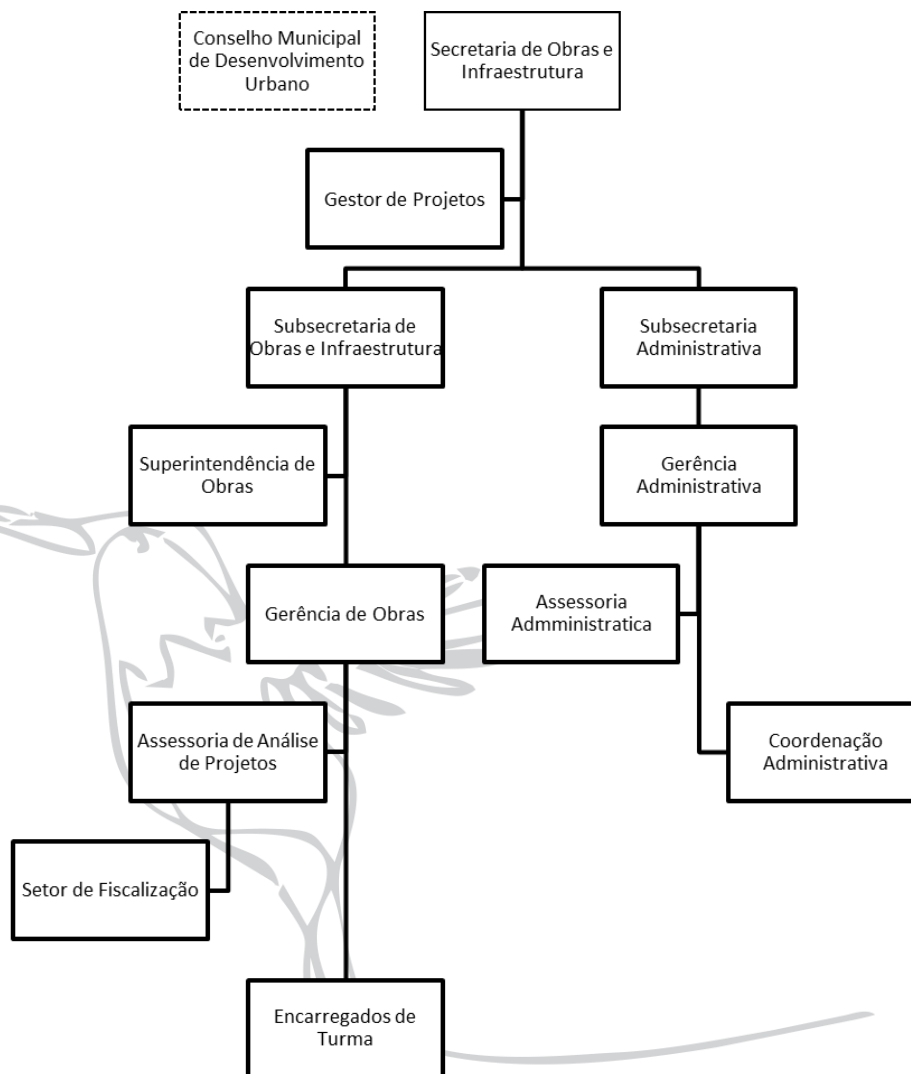 Conselho Municipal
de Desenvolvimento
Urbano
Secretaria de Obras e
Infraestrutura
Gestor de Projetos
Subsecretaria de
Obras e Infraestrutura
Subsecretaria
Administrativa
Superintendência de
Obras
Gerência
Administrativa
Gerência de Obras
Assessoria
Admministratica
Assessoria de Análise
de Projetos
Coordenação
Administrativa
Setor de Fiscalização
Encarregados de
Turma